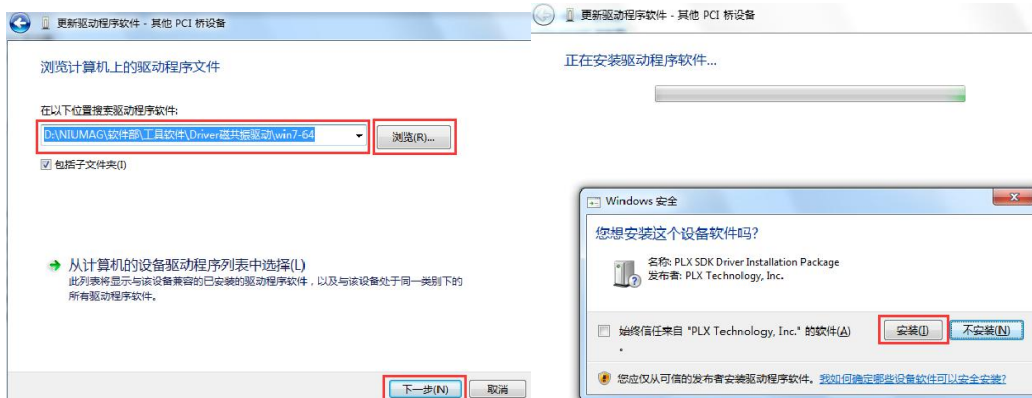 更新驱动程序软件 - 其他 PCI 桥设备
浏览计算机上的驱动程序文件
在以下位置搜索驱动程序软件:
D:\NIUMAG\软件部\工具软件\Driver磁共振驱动\win7-64
浏览(R)...
包括子文件夹(I)
从计算机的设备驱动程序列表中选择(L)
此列表将显示与该设备兼容的已安装的驱动程序软件，以及与该设备处于同一类别下的
所有驱动程序软件。
下一步(N)
取消
更新驱动程序软件 - 其他 PCI 桥设备
正在安装驱动程序软件...
Windows 安全
您想安装这个设备软件吗?
名称: PLX SDK Driver Installation Package
发布者: PLX Technology, Inc.
始终信任来自 "PLX Technology, Inc." 的软件(A)
。
安装(I)
不安装(N)
您应仅从可信的发布者安装驱动程序软件。我如何确定哪些设备软件可以安全安装?